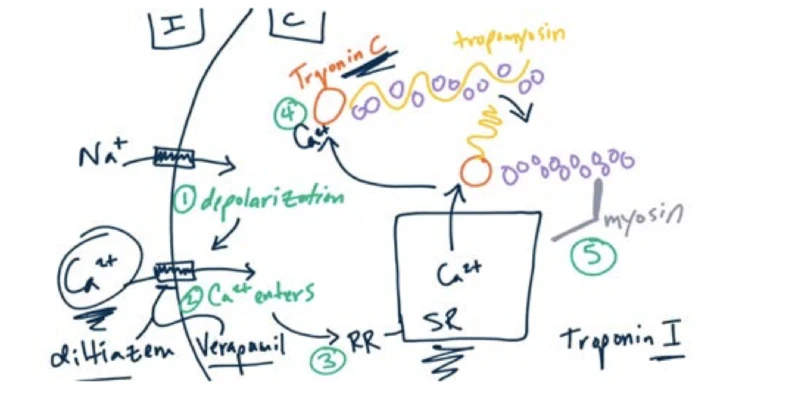 I C
tropomyosin
Troponin C
④ Ca²⁺
Na⁺
① depolarization
myosin
⑤
Ca²⁺
Ca²⁺
② Ca²⁺ enters
SR
diltiazem Verapamil
③ RR
Troponin I